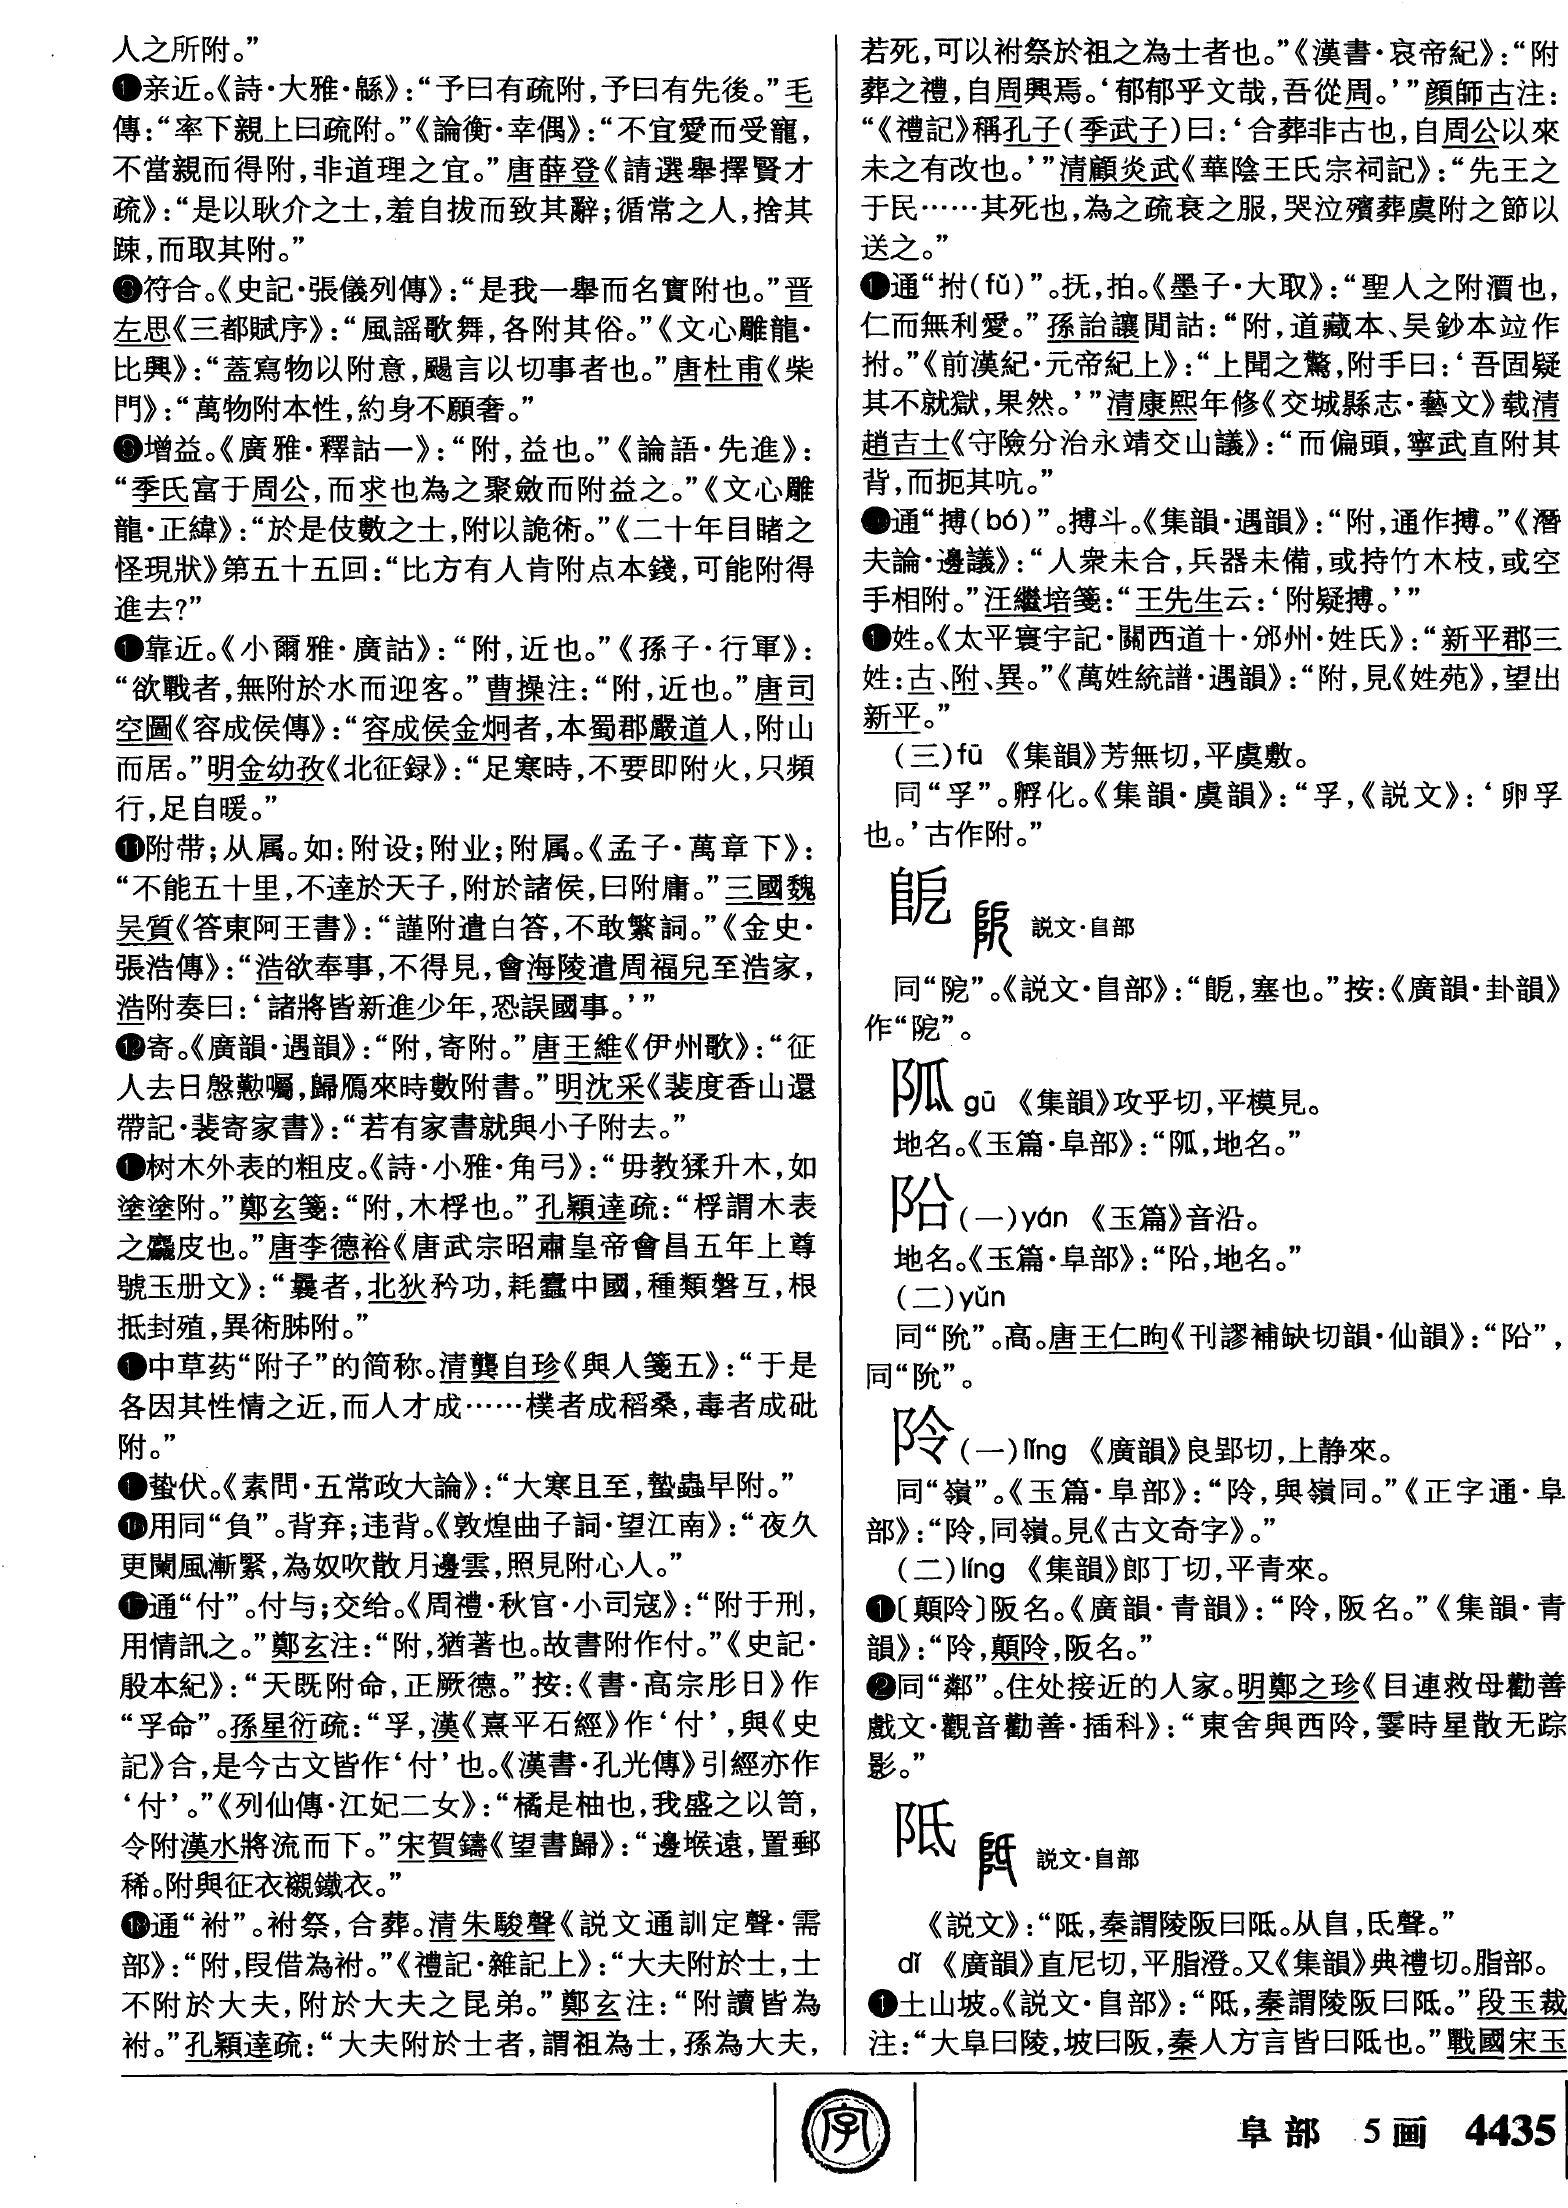 人之所附。”
亲近。《詩·大雅·緜》：“予曰有疏附，予曰有先後。”毛
傳：“率下親上曰疏附。”《論衡·幸偶》：“不宜愛而受寵，
不當親而得附，非道理之宜。”唐薛登《請選舉擇賢才
疏》：“是以耿介之士，羞自拔而致其辭；循常之人，捨其
踈，而取其附。”
符合。《史記·張儀列傳》：“是我一舉而名實附也。”晋
左思《三都賦序》：“風謡歌舞，各附其俗。”《文心雕龍·
比興》：“蓋寫物以附意，颺言以切事者也。”唐杜甫《柴
門》：“萬物附本性，約身不願奢。”
增益。《廣雅·釋詁一》：“附，益也。”《論語·先進》：
“季氏富于周公，而求也為之聚斂而附益之。”《文心雕
龍·正緯》：“於是伎數之士，附以詭術。”《二十年目睹之
怪現狀》第五十五回：“比方有人肯附点本錢，可能附得
進去？”
靠近。《小爾雅·廣詁》：“附，近也。”《孫子·行軍》：
“欲戰者，無附於水而迎客。”曹操注：“附，近也。”唐司
空圖《容成侯傳》：“容成侯金炯者，本蜀郡嚴道人，附山
而居。”明金幼孜《北征録》：“足寒時，不要即附火，只頻
行，足自暖。”
⓫附带；从属。如：附设；附业；附属。《孟子·萬章下》：
“不能五十里，不達於天子，附於諸侯，曰附庸。”三國魏
吴質《答東阿王書》：“謹附遣白答，不敢繁詞。”《金史·
張浩傳》：“浩欲奉事，不得見，會海陵遣周福兒至浩家，
浩附奏曰：‘諸將皆新進少年，恐誤國事。’”
⓬寄。《廣韻·遇韻》：“附，寄附。”唐王維《伊州歌》：“征
人去日慇懃囑，歸鴈來時數附書。”明沈采《裴度香山還
帶記·裴寄家書》：“若有家書就與小子附去。”
树木外表的粗皮。《詩·小雅·角弓》：“毋教猱升木，如
塗塗附。”鄭玄箋：“附，木桴也。”孔穎達疏：“桴謂木表
之麤皮也。”唐李德裕《唐武宗昭肅皇帝會昌五年上尊
號玉册文》：“曩者，北狄矜功，耗蠹中國，種類磐互，根
抵封殖，異術胏附。”
中草药“附子”的简称。清龔自珍《與人箋五》：“于是
各因其性情之近，而人才成……樸者成稻桑，毒者成砒
附。”
蛰伏。《素問·五常政大論》：“大寒且至，蟄蟲早附。”
⓰用同“負”。背弃；违背。《敦煌曲子詞·望江南》：“夜久
更闌風漸緊，為奴吹散月邊雲，照見附心人。”
通“付”。付与；交给。《周禮·秋官·小司寇》：“附于刑，
用情訊之。”鄭玄注：“附，猶著也。故書附作付。”《史記·
殷本紀》：“天既附命，正厥德。”按：《書·高宗肜日》作
“孚命”。孫星衍疏：“孚，漢《熹平石經》作‘付’，與《史
記》合，是今古文皆作‘付’也。《漢書·孔光傳》引經亦作
‘付’。”《列仙傳·江妃二女》：“橘是柚也，我盛之以笥，
令附漢水將流而下。”宋賀鑄《望書歸》：“邊堠遠，置郵
稀。附與征衣襯鐵衣。”
⓲通“祔”。祔祭，合葬。清朱駿聲《説文通訓定聲·需
部》：“附，叚借為祔。”《禮記·雜記上》：“大夫附於士，士
不附於大夫，附於大夫之昆弟。”鄭玄注：“附讀皆為
祔。”孔穎達疏：“大夫附於士者，謂祖為士，孫為大夫，
若死，可以祔祭於祖之為士者也。”《漢書·哀帝紀》：“附
葬之禮，自周興焉。‘郁郁乎文哉，吾從周。’”顔師古注：
“《禮記》稱孔子（季武子）曰：‘合葬非古也，自周公以來
未之有改也。’”清顧炎武《華陰王氏宗祠記》：“先王之
于民……其死也，為之疏衰之服，哭泣殯葬虞附之節以
送之。”
通“拊（fǔ）”。抚，拍。《墨子·大取》：“聖人之附瀆也，
仁而無利愛。”孫詒讓閒詁：“附，道藏本、吴鈔本竝作
拊。”《前漢紀·元帝紀上》：“上聞之驚，附手曰：‘吾固疑
其不就獄，果然。’”清康熙年修《交城縣志·藝文》载清
趙吉士《守險分治永靖交山議》：“而偏頭，寧武直附其
背，而扼其吭。”
通“搏（bó）”。搏斗。《集韻·遇韻》：“附，通作搏。”《潛
夫論·邊議》：“人衆未合，兵器未備，或持竹木枝，或空
手相附。”汪繼培箋：“王先生云：‘附疑搏。’”
姓。《太平寰宇記·關西道十·邠州·姓氏》：“新平郡三
姓：古、附、異。”《萬姓統譜·遇韻》：“附，見《姓苑》，望出
新平。”
（三）fū 《集韻》芳無切，平虞敷。
同“孚”。孵化。《集韻·虞韻》：“孚，《説文》：‘卵孚
也。’古作附。”
説文·𨸏部
同“阸”。《説文·𨸏部》：“𨸝，塞也。”按：《廣韻·卦韻》
作“阸”。
𨸯 gū 《集韻》攻乎切，平模見。
地名。《玉篇·阜部》：“𨸯，地名。”
㕣（一）yán 《玉篇》音沿。
地名。《玉篇·阜部》：“，地名。”
（二）yǔn
同“阭”。高。唐王仁昫《刊謬補缺切韻·仙韻》：“”，
同“阭”。
阾（一）lǐng 《廣韻》良郢切，上静來。
同“嶺”。《玉篇·阜部》：“阾，與嶺同。”《正字通·阜
部》：“阾，同嶺。見《古文奇字》。”
（二）líng 《集韻》郎丁切，平青來。
❶〔顛阾〕阪名。《廣韻·青韻》：“阾，阪名。”《集韻·青
韻》：“阾，顛阾，阪名。”
❷同“鄰”。住处接近的人家。明鄭之珍《目連救母勸善
戲文·觀音勸善·插科》：“東舍與西阾，霎時星散无踪
影。”
阺 説文·𨸏部
《説文》：“阺，秦謂陵阪曰阺。从𨸏，氐聲。”
dǐ 《廣韻》直尼切，平脂澄。又《集韻》典禮切。脂部。
❶土山坡。《説文·𨸏部》：“阺，秦謂陵阪曰阺。”段玉裁
注：“大阜曰陵，坡曰阪，秦人方言皆曰阺也。”戰國宋玉
字
阜部 5画 4435